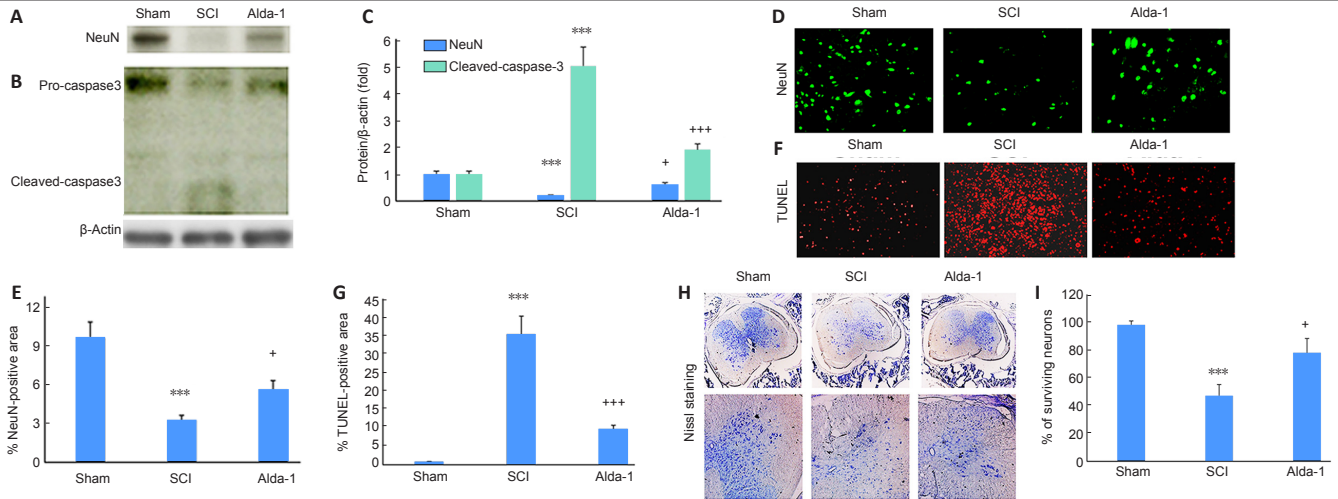 A
Sham SCI Alda-1
NeuN
B
Pro-caspase3
Cleaved-caspase3
β-Actin
C
Protein/β-actin (fold)
7
6
5
4
3
2
1
0
NeuN
Cleaved-caspase-3
***
***
+
+++
Sham SCI Alda-1
D
Sham SCI Alda-1
NeuN
F
Sham SCI Alda-1
TUNEL
E
% NeuN-positive area
12
9
6
3
0
***
+
Sham SCI Alda-1
G
% TUNEL-positive area
45
40
35
30
25
20
15
10
5
0
***
+++
Sham SCI Alda-1
H
Sham SCI Alda-1
Nissl staining
I
% of surviving neurons
120
100
80
60
40
20
0
***
+
Sham SCI Alda-1